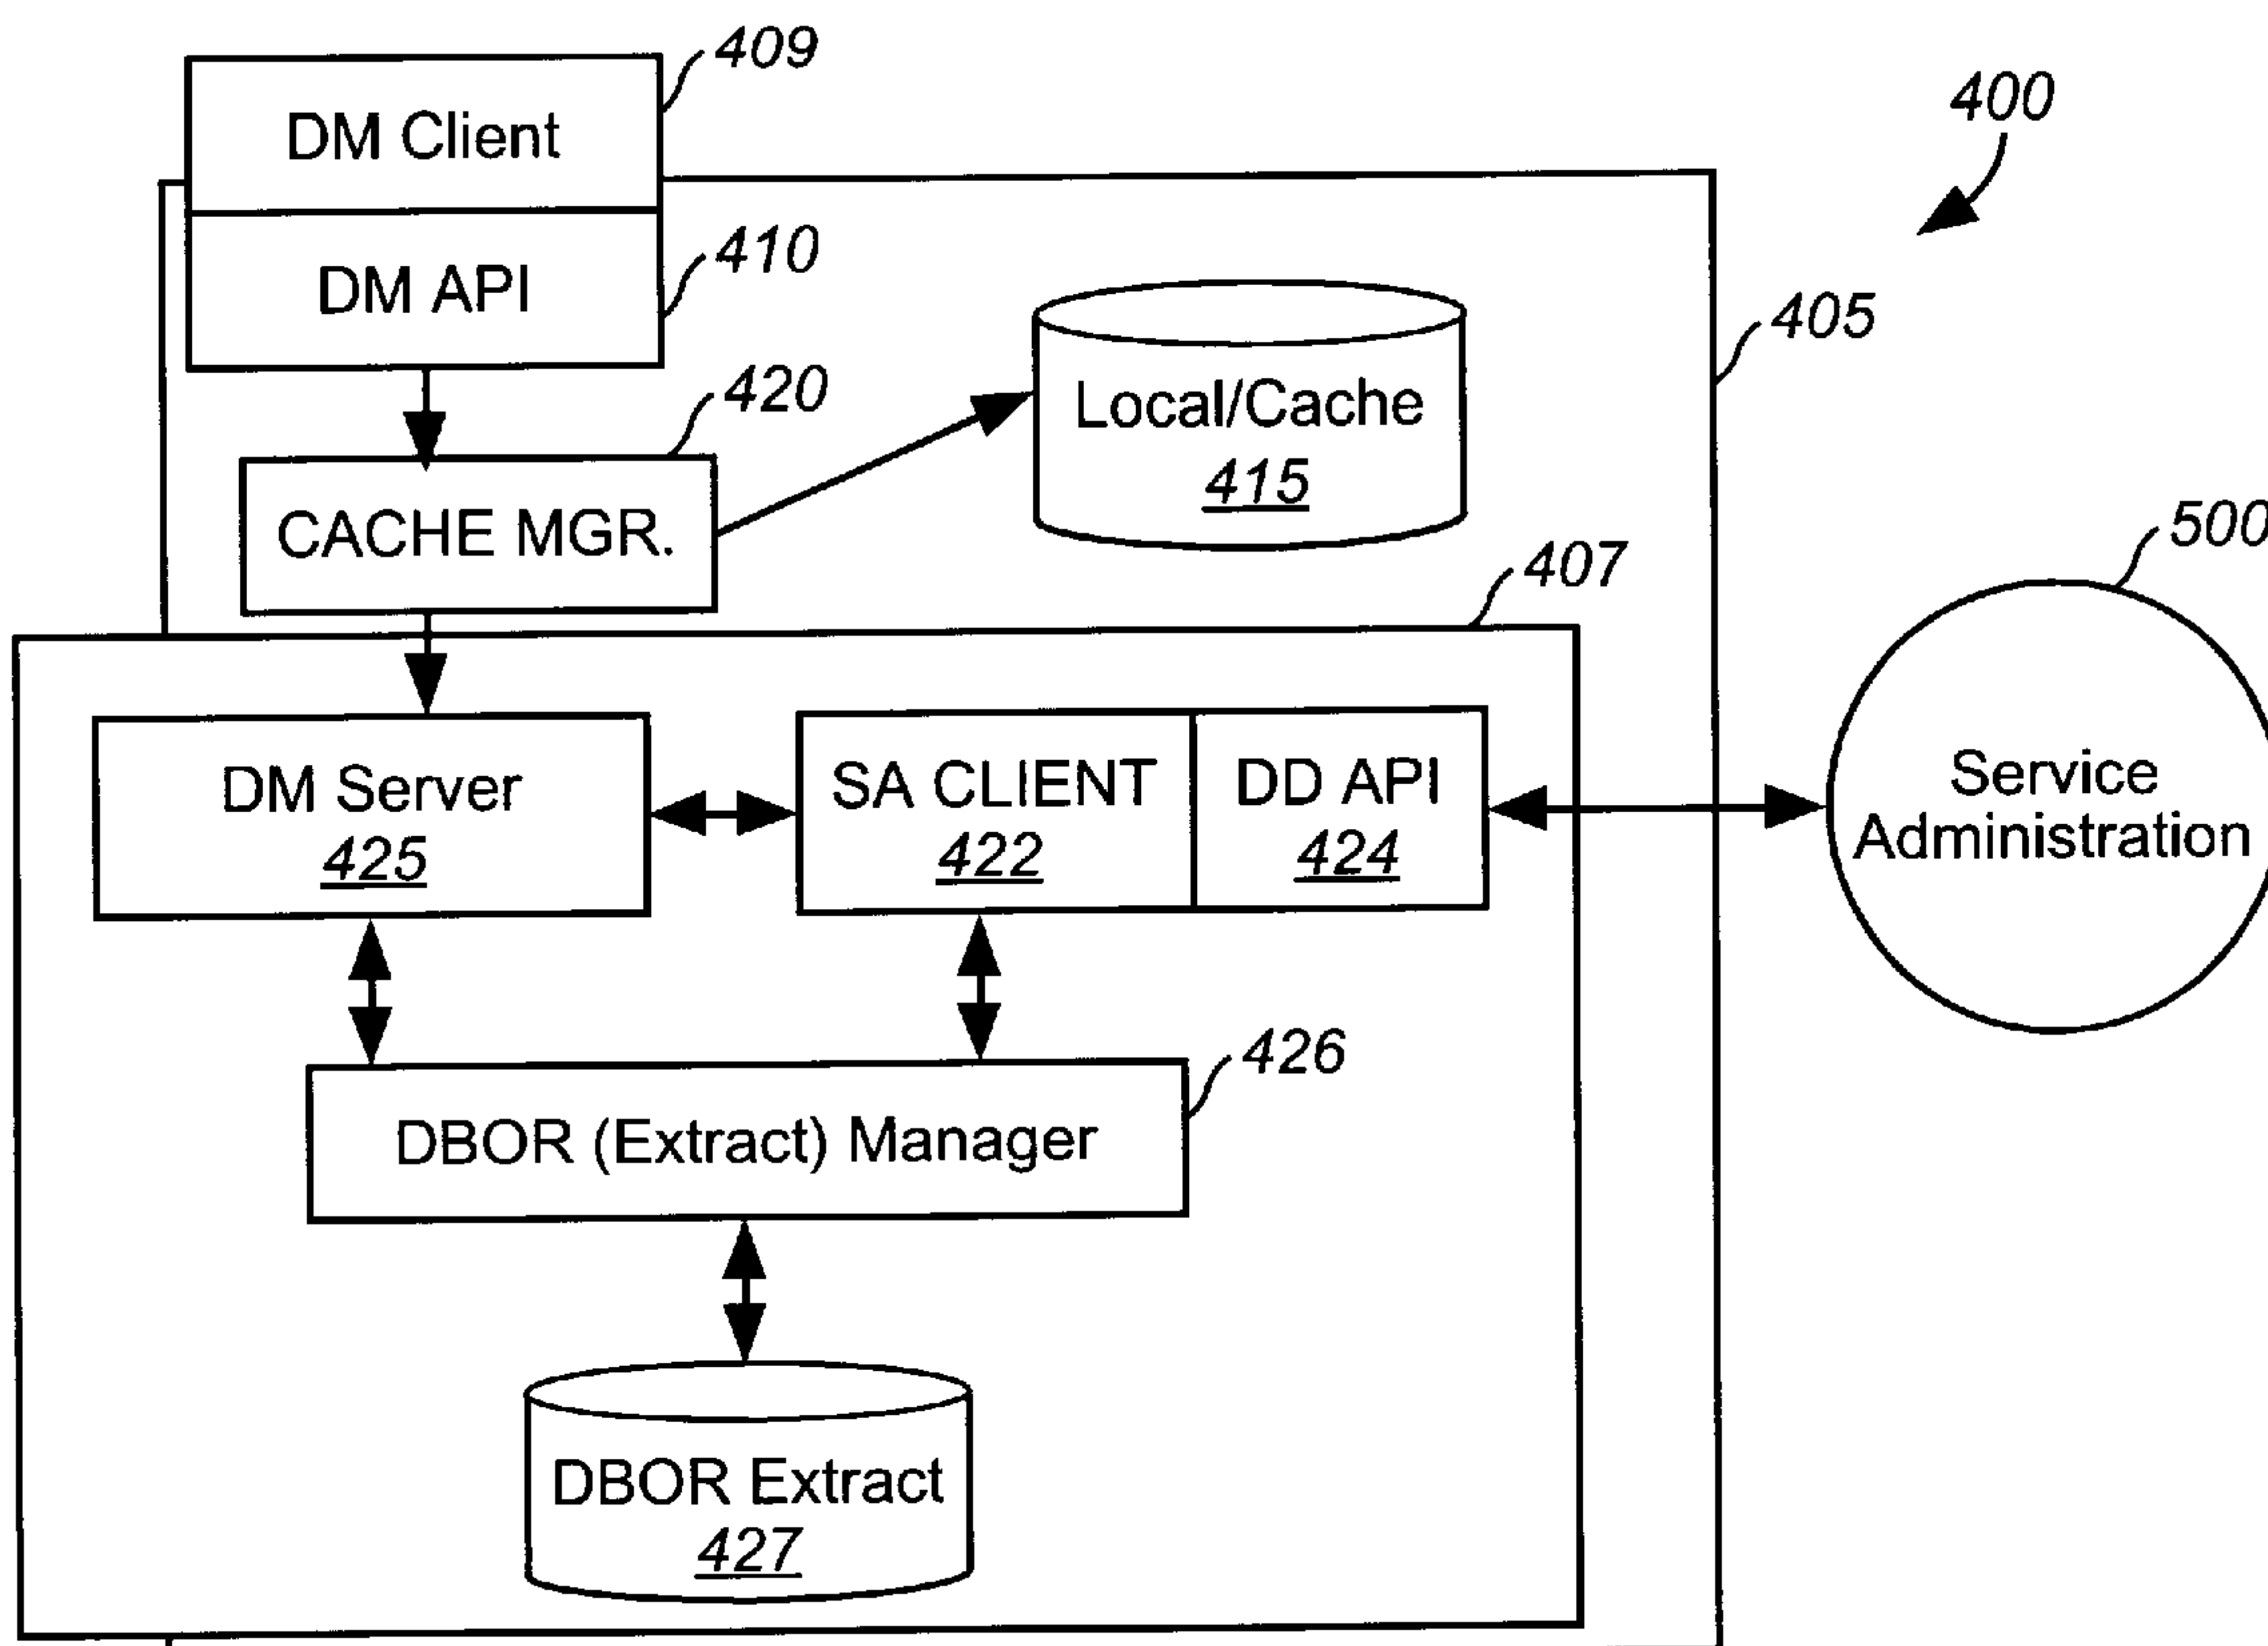 409
DM Client
400
410
DM API
405
420
Local/Cache
415
CACHE MGR.
407
500
DM Server
425
SA CLIENT
422
DD API
424
Service
Administration
426
DBOR (Extract) Manager
DBOR Extract
427